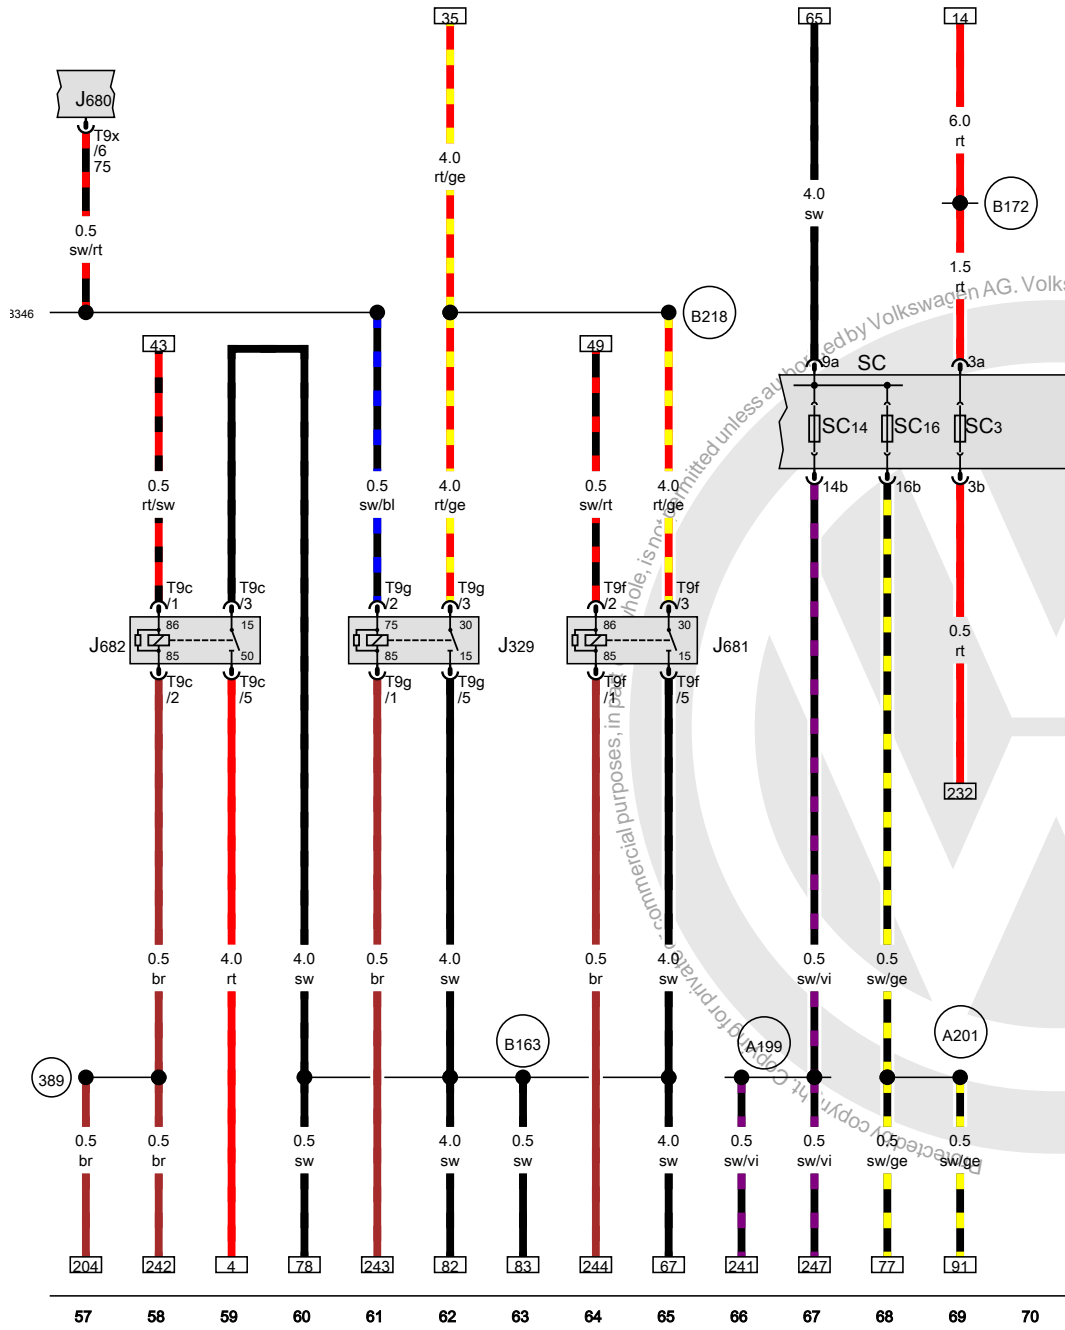 35
65
14
J680
T9x
/6
75
6.0
rt
4.0
rt/ge
4.0
sw
B172
0.5
sw/rt
1.5
rt
3346
B218
43
49
9a
SC
3a
SC14
SC16
SC3
14b
16b
3b
0.5
rt/sw
0.5
sw/bl
4.0
rt/ge
0.5
sw/rt
4.0
rt/ge
T9c
/1
T9c
/3
T9g
/2
T9g
/3
T9f
/2
T9f
/3
J682
86
15
85
50
75
30
85
15
J329
86
30
85
15
J681
0.5
rt
T9c
/2
T9c
/5
T9g
/1
T9g
/5
T9f
/1
T9f
/5
232
0.5
br
4.0
rt
4.0
sw
0.5
br
4.0
sw
0.5
br
4.0
sw
0.5
sw/vi
0.5
sw/ge
389
B163
A199
A201
0.5
br
0.5
br
0.5
sw
4.0
sw
0.5
sw
4.0
sw
0.5
sw/vi
0.5
sw/vi
0.5
sw/ge
0.5
sw/ge
204 242 4 78 243 82 83 244 67 241 247 77 91
57 58 59 60 61 62 63 64 65 66 67 68 69 70
by Volkswagen AG. Volks
commercial purposes, in
Copying for private
by copyright.